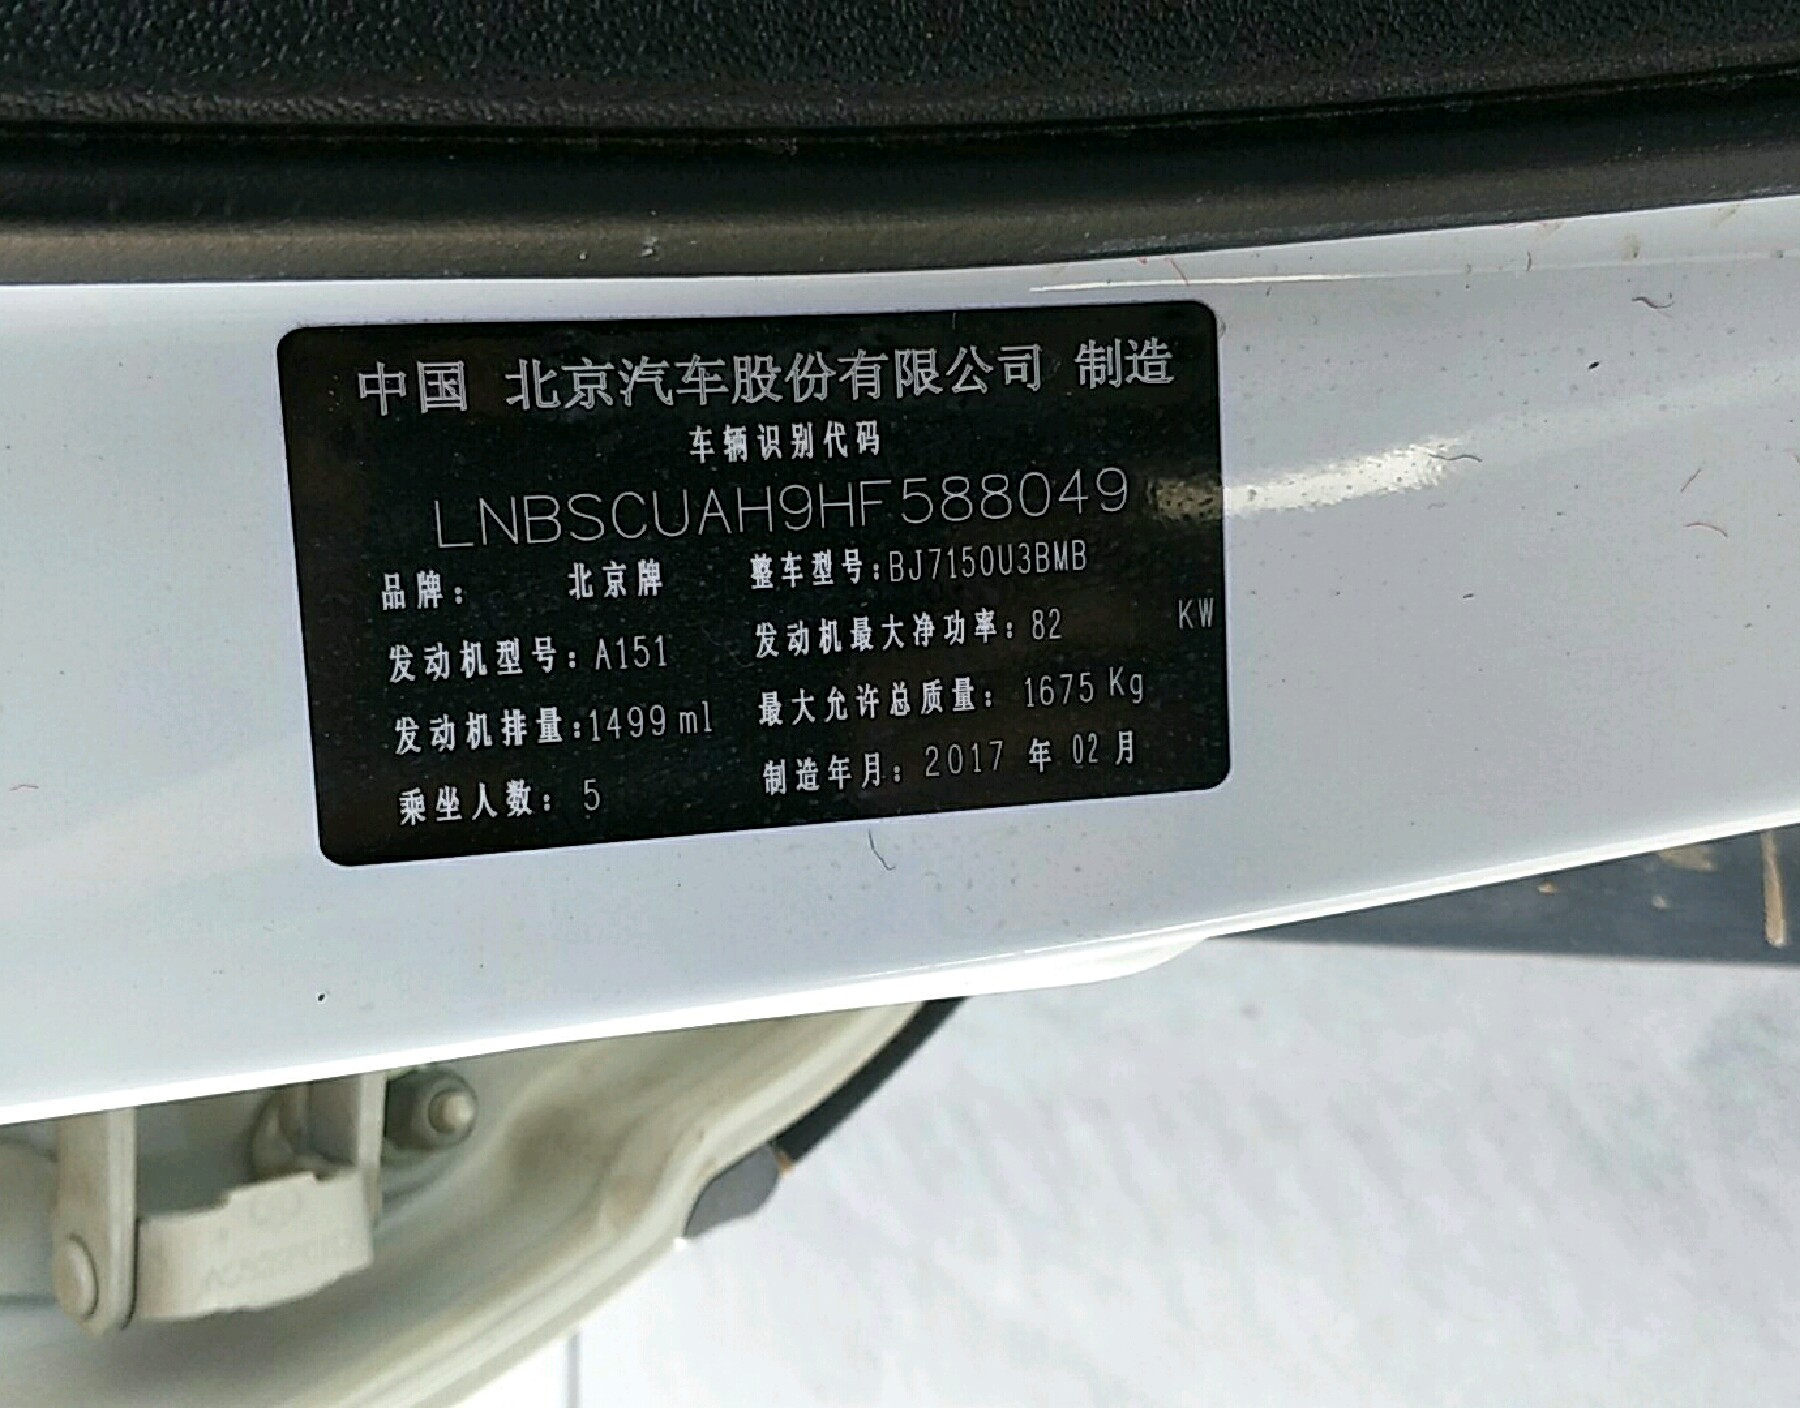 中国 北京汽车股份有限公司 制造
车辆识别代码
LNBSCUAH9HF588049
品牌： 北京牌 整车型号：BJ7150U3BMB
发动机型号：A151 发动机最大净功率：82 KW
发动机排量：1499 ml 最大允许总质量： 1675 Kg
乘坐人数： 5 制造年月：2017 年 02 月